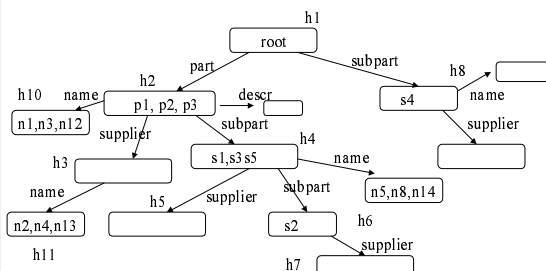 h1
root
part
subpart
h8
h2
h10
name
descr
s4
name
p1, p2, p3
n1,n3,n12
supplier
subpart
supplier
h4
h3
s1,s3s5
name
name
h5
supplier
subpart
n5,n8,n14
n2,n4,n13
s2
h6
h11
supplier
h7